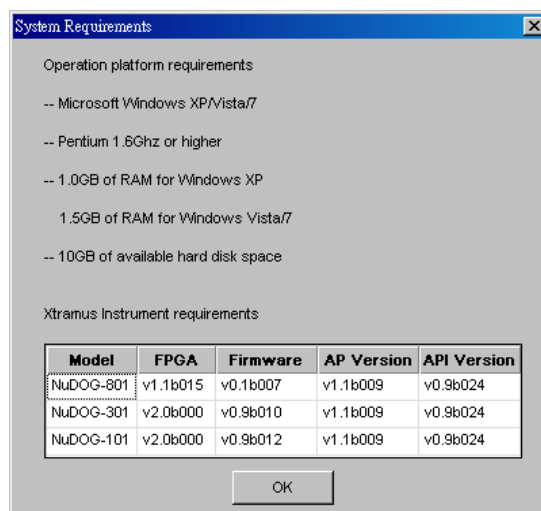 System Requirements
Operation platform requirements
-- Microsoft Windows XP/Vista/7
-- Pentium 1.6Ghz or higher
-- 1.0GB of RAM for Windows XP
1.5GB of RAM for Windows Vista/7
-- 10GB of available hard disk space
Xtramus Instrument requirements
Model FPGA Firmware AP Version API Version
NuDOG-801 v1.1b015 v0.1b007 v1.1b009 v0.9b024
NuDOG-301 v2.0b000 v0.9b010 v1.1b009 v0.9b024
NuDOG-101 v2.0b000 v0.9b012 v1.1b009 v0.9b024
OK